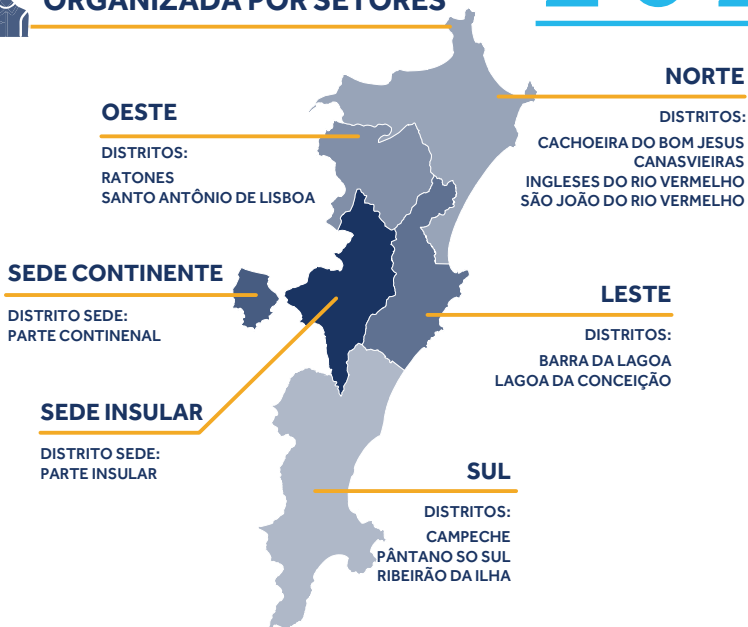 ORGANIZADA POR SETORES
NORTE
DISTRITOS:
CACHOEIRA DO BOM JESUS
CANASVIEIRAS
INGLESES DO RIO VERMELHO
SÃO JOÃO DO RIO VERMELHO
OESTE
DISTRITOS:
RATONES
SANTO ANTÔNIO DE LISBOA
SEDE CONTINENTE
DISTRITO SEDE:
PARTE CONTINENAL
LESTE
DISTRITOS:
BARRA DA LAGOA
LAGOA DA CONCEIÇÃO
SEDE INSULAR
DISTRITO SEDE:
PARTE INSULAR
SUL
DISTRITOS:
CAMPECHE
PÂNTANO SO SUL
RIBEIRÃO DA ILHA